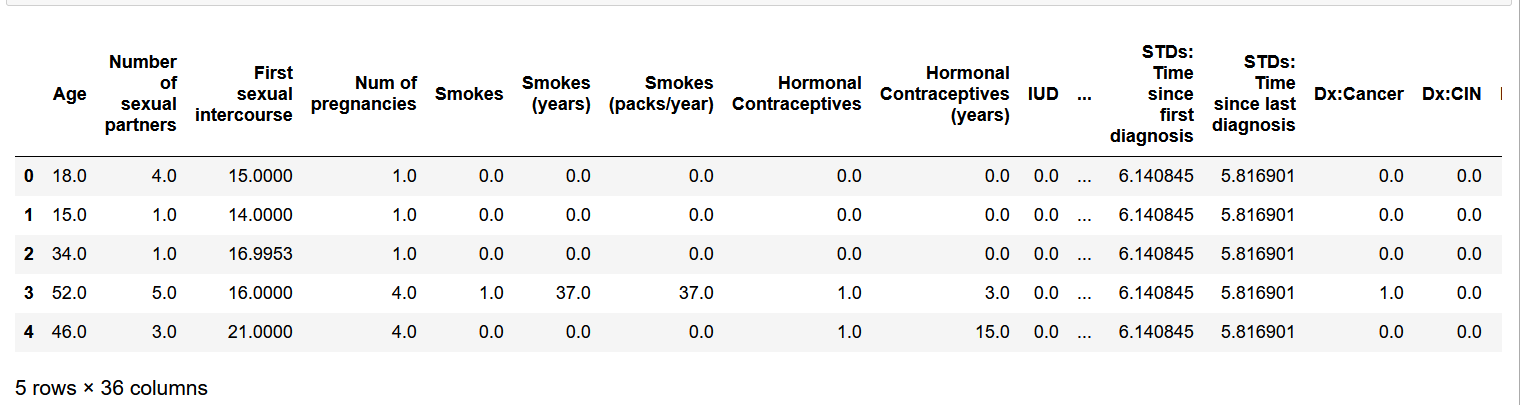 Age Number of sexual partners First sexual intercourse Num of pregnancies Smokes Smokes (years) Smokes (packs/year) Hormonal Contraceptives Hormonal Contraceptives (years) IUD ... STDs: Time since first diagnosis STDs: Time since last diagnosis Dx:Cancer Dx:CIN
0 18.0 4.0 15.0000 1.0 0.0 0.0 0.0 0.0 0.0 0.0 ... 6.140845 5.816901 0.0 0.0
1 15.0 1.0 14.0000 1.0 0.0 0.0 0.0 0.0 0.0 0.0 ... 6.140845 5.816901 0.0 0.0
2 34.0 1.0 16.9953 1.0 0.0 0.0 0.0 0.0 0.0 0.0 ... 6.140845 5.816901 0.0 0.0
3 52.0 5.0 16.0000 4.0 1.0 37.0 37.0 1.0 3.0 0.0 ... 6.140845 5.816901 1.0 0.0
4 46.0 3.0 21.0000 4.0 0.0 0.0 0.0 1.0 15.0 0.0 ... 6.140845 5.816901 0.0 0.0
5 rows × 36 columns